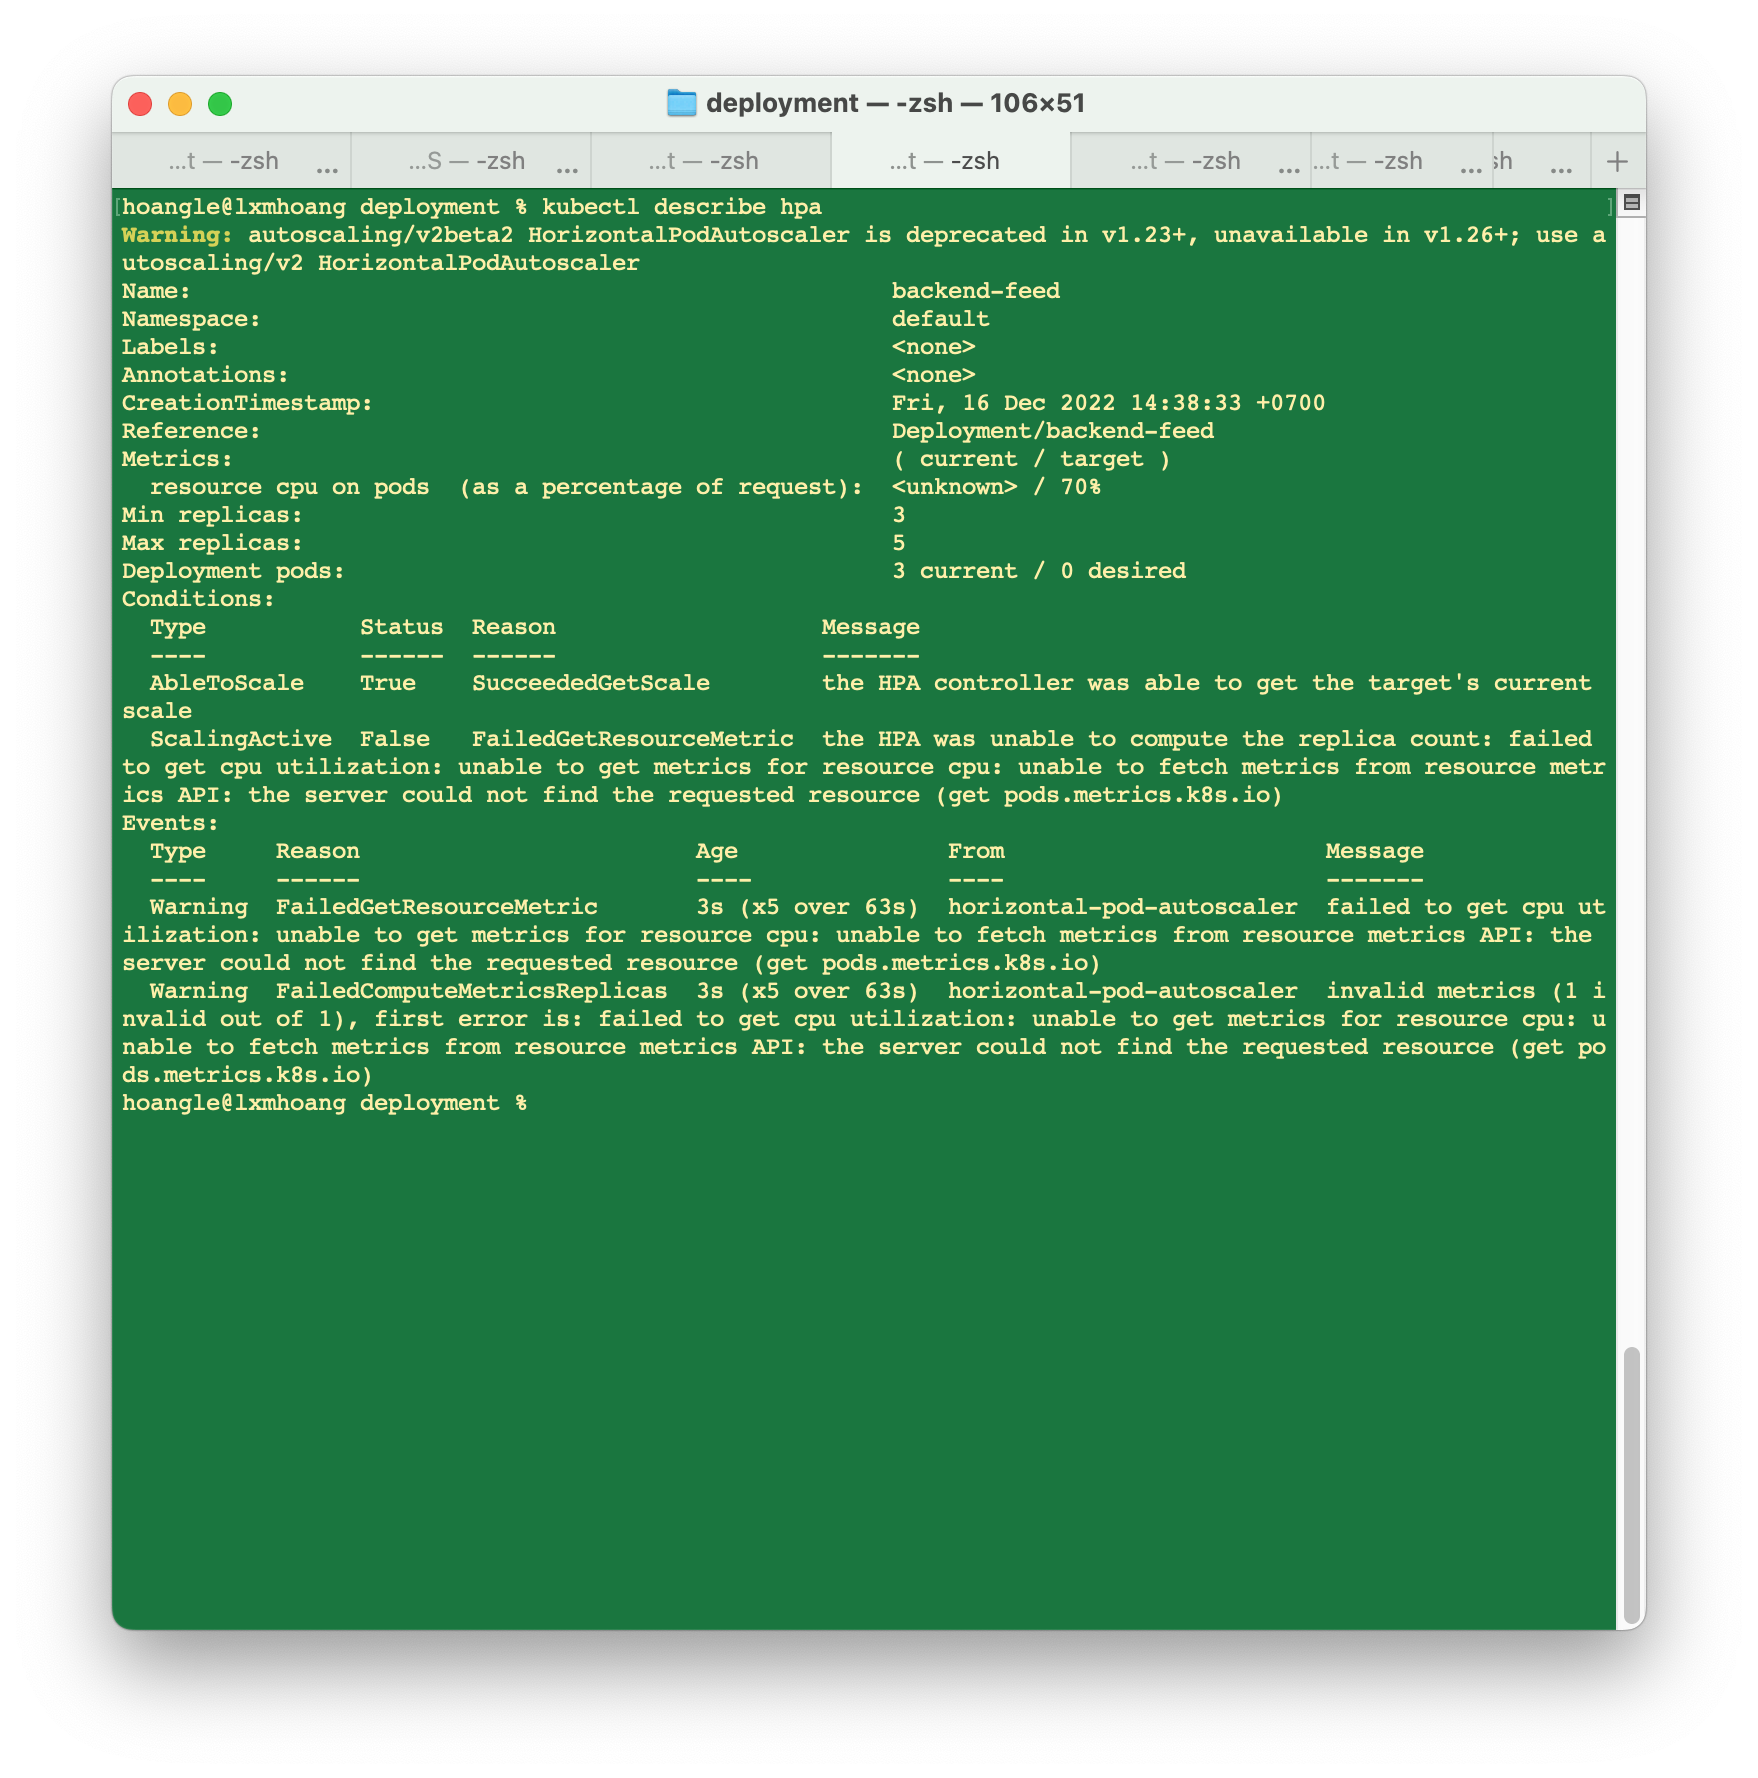 deployment — -zsh — 106×51
...t — -zsh ... ...S — -zsh ... ...t — -zsh ...t — -zsh ...t — -zsh ... ...t — -zsh ... sh ... +
[hoangle@lxmhoang deployment % kubectl describe hpa ]
Warning: autoscaling/v2beta2 HorizontalPodAutoscaler is deprecated in v1.23+, unavailable in v1.26+; use a
utoscaling/v2 HorizontalPodAutoscaler
Name: backend-feed
Namespace: default
Labels: <none>
Annotations: <none>
CreationTimestamp: Fri, 16 Dec 2022 14:38:33 +0700
Reference: Deployment/backend-feed
Metrics: ( current / target )
resource cpu on pods (as a percentage of request): <unknown> / 70%
Min replicas: 3
Max replicas: 5
Deployment pods: 3 current / 0 desired
Conditions:
Type Status Reason Message
---- ------ ------ -------
AbleToScale True SucceededGetScale the HPA controller was able to get the target's current
scale
ScalingActive False FailedGetResourceMetric the HPA was unable to compute the replica count: failed
to get cpu utilization: unable to get metrics for resource cpu: unable to fetch metrics from resource metr
ics API: the server could not find the requested resource (get pods.metrics.k8s.io)
Events:
Type Reason Age From Message
---- ------ ---- ---- -------
Warning FailedGetResourceMetric 3s (x5 over 63s) horizontal-pod-autoscaler failed to get cpu ut
ilization: unable to get metrics for resource cpu: unable to fetch metrics from resource metrics API: the
server could not find the requested resource (get pods.metrics.k8s.io)
Warning FailedComputeMetricsReplicas 3s (x5 over 63s) horizontal-pod-autoscaler invalid metrics (1 i
nvalid out of 1), first error is: failed to get cpu utilization: unable to get metrics for resource cpu: u
nable to fetch metrics from resource metrics API: the server could not find the requested resource (get po
ds.metrics.k8s.io)
hoangle@lxmhoang deployment %